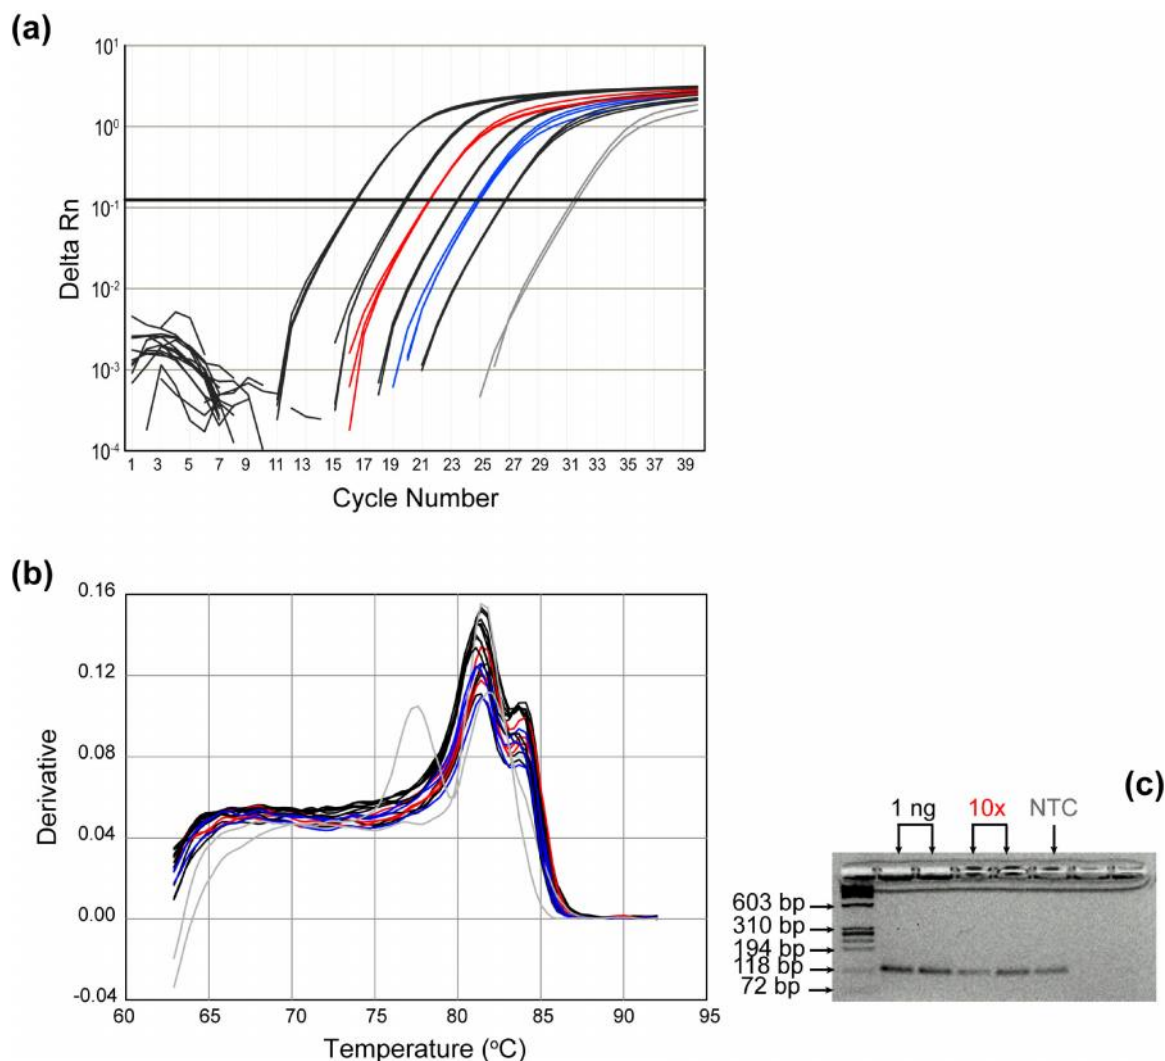 (a)
10¹
10⁰
10⁻¹
10⁻²
10⁻³
10⁻⁴
Delta Rn
1 3 5 7 9 11 13 15 17 19 21 23 25 27 29 31 33 35 37 39
Cycle Number
(b)
0.16
0.12
0.08
0.04
0.00
-0.04
Derivative
60 65 70 75 80 85 90 95
Temperature (°C)
(c)
1 ng 10x NTC
603 bp
310 bp
194 bp
118 bp
72 bp